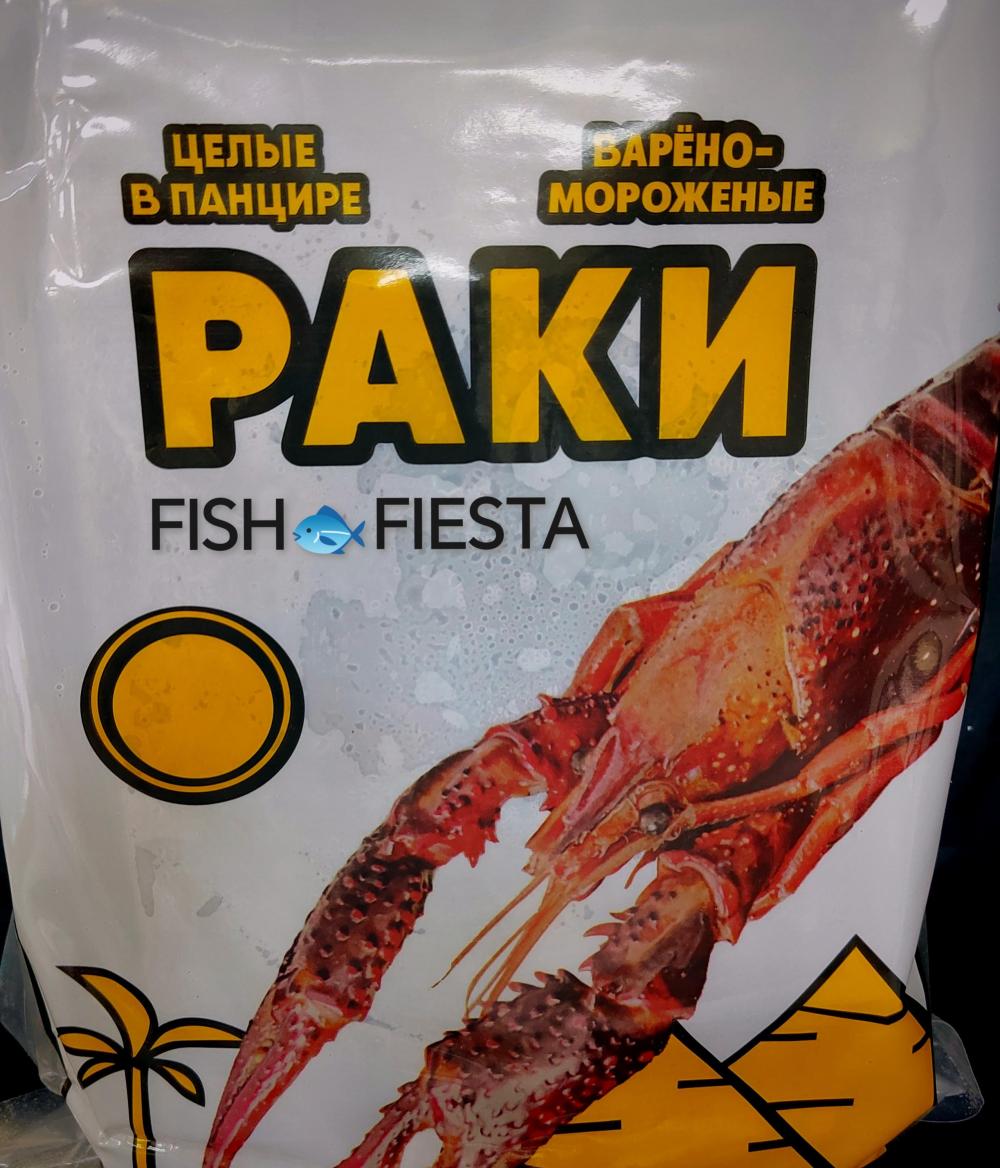 ЦЕЛЫЕ
В ПАНЦИРЕ
ВАРЁНО-
МОРОЖЕНЫЕ
РАКИ
FISH🐟FIESTA